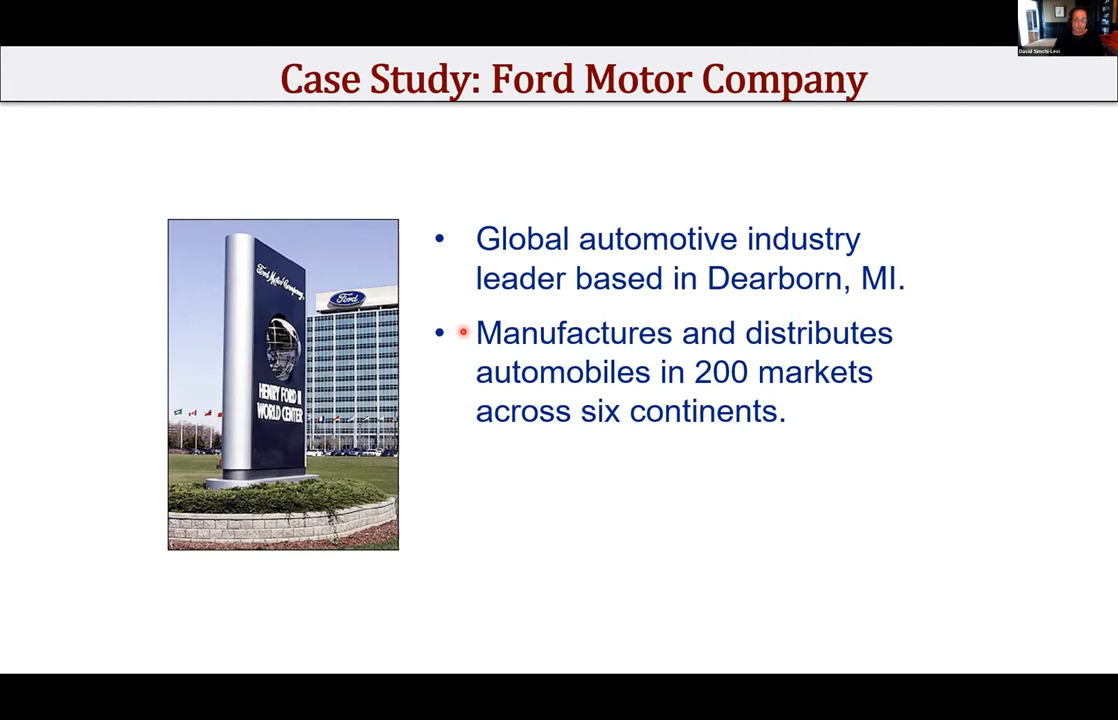 David Simchi-Levi
Case Study: Ford Motor Company
Ford Motor Company
Ford
HENRY FORD II
WORLD CENTER
• Global automotive industry
leader based in Dearborn, MI.
• Manufactures and distributes
automobiles in 200 markets
across six continents.